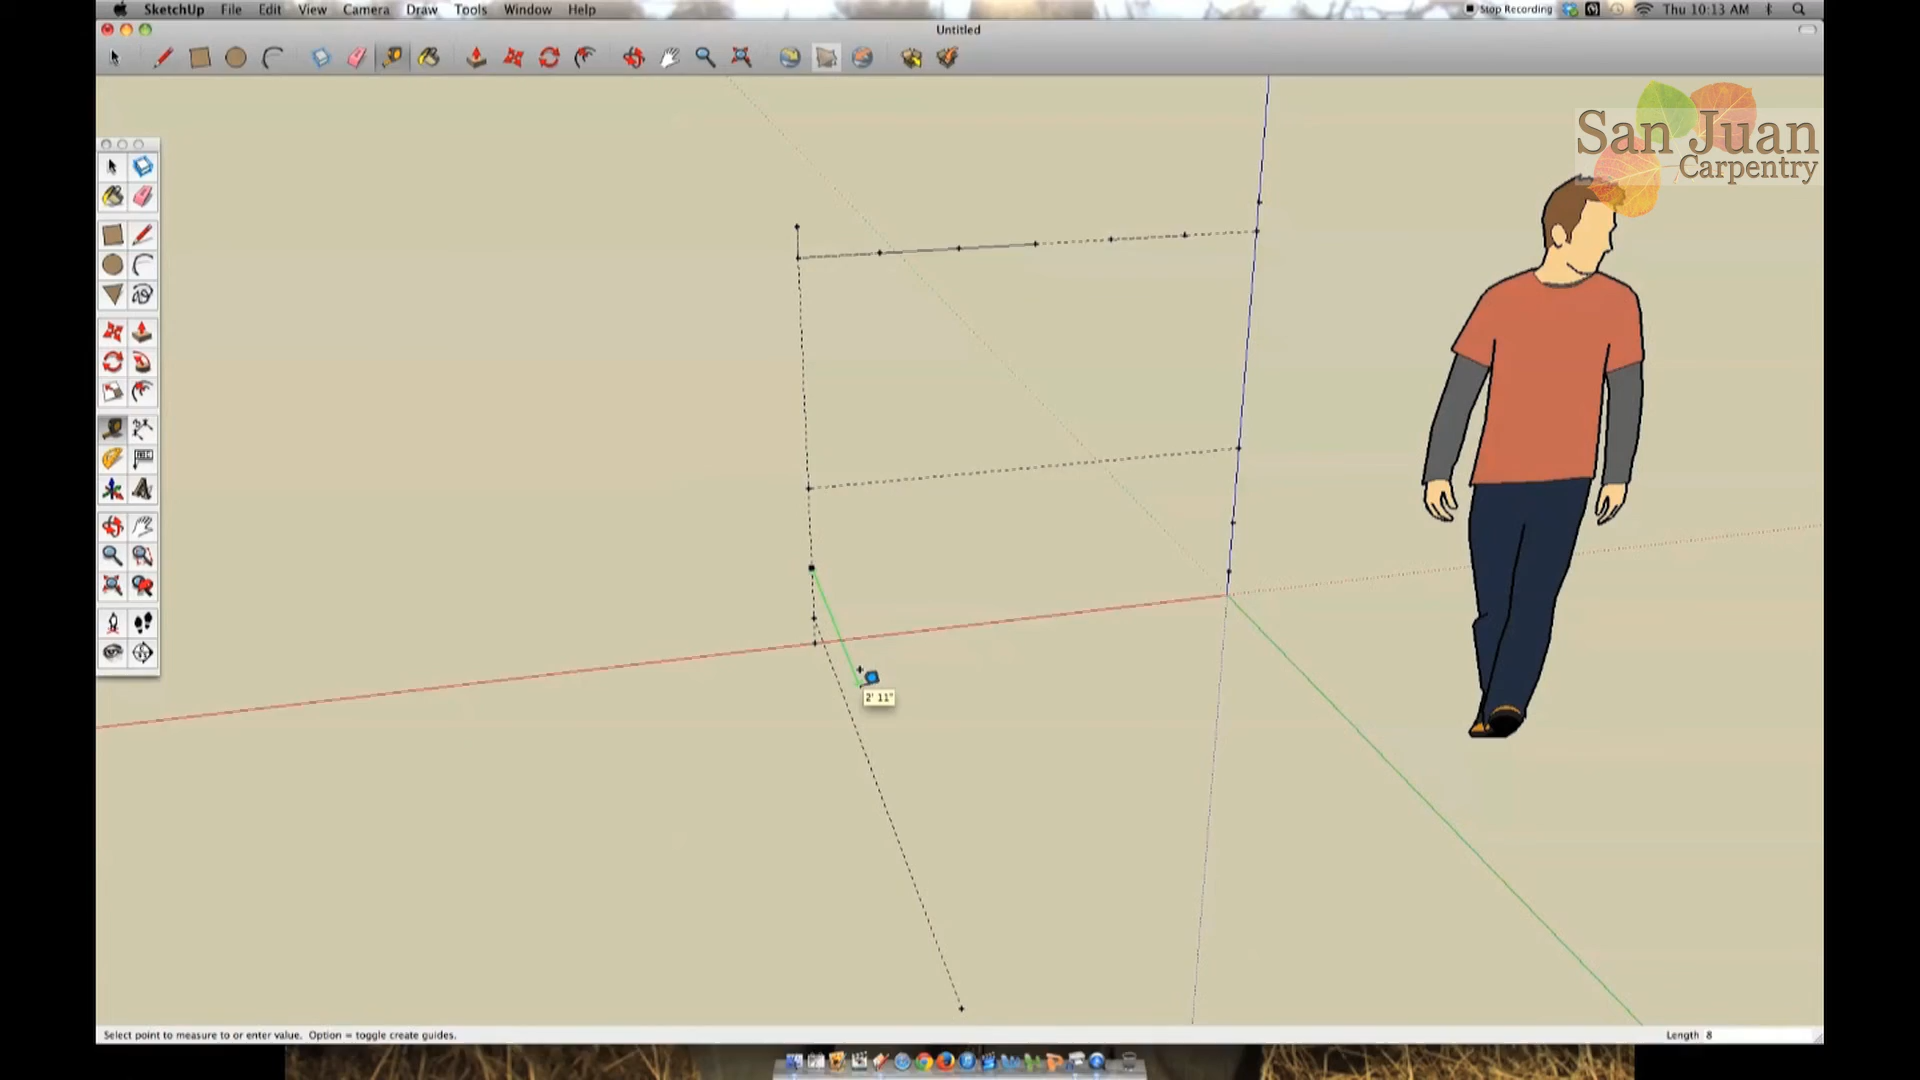 SketchUp File Edit View Camera Draw Tools Window Help
Stop Recording Thu 10:13 AM
Untitled
San Juan
Carpentry
2' 11"
Select point to measure to or enter value. Option = toggle create guides.
Length 8